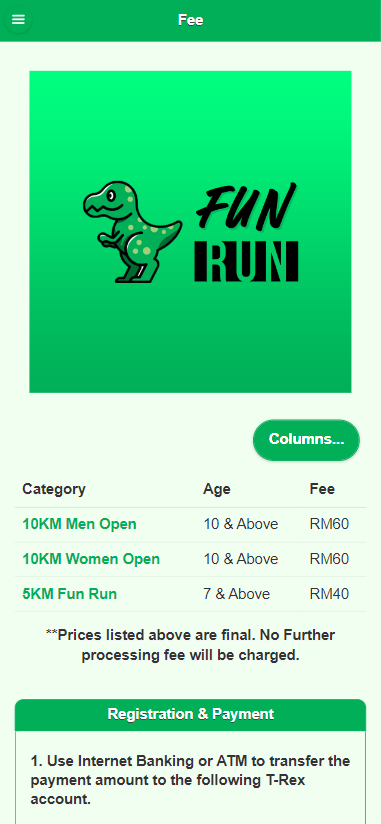 Fee
FUN
RUN
Columns...
Category Age Fee
10KM Men Open 10 & Above RM60
10KM Women Open 10 & Above RM60
5KM Fun Run 7 & Above RM40
**Prices listed above are final. No Further
processing fee will be charged.
Registration & Payment
1. Use Internet Banking or ATM to transfer the
payment amount to the following T-Rex
account.